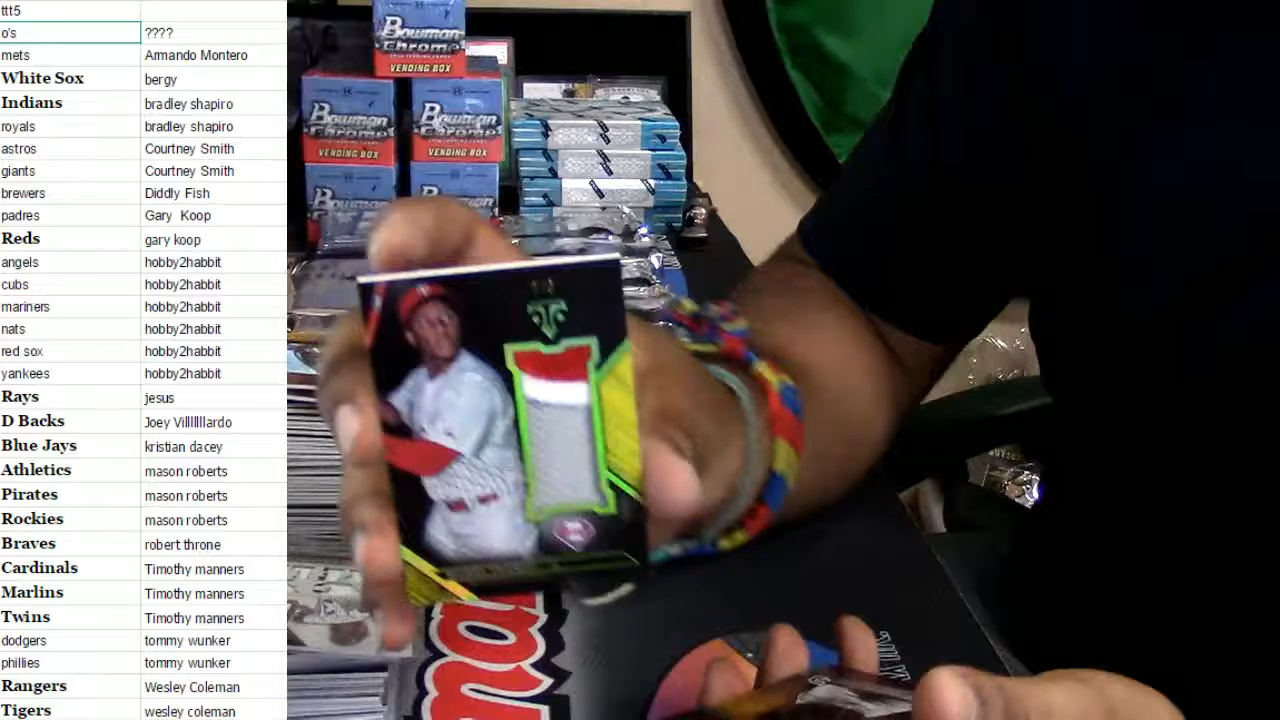 ttt5
o's ????
mets Armando Montero
White Sox bergy
Indians bradley shapiro
royals bradley shapiro
astros Courtney Smith
giants Courtney Smith
brewers Diddly Fish
padres Gary Koop
Reds gary koop
angels hobby2habbit
cubs hobby2habbit
mariners hobby2habbit
nats hobby2habbit
red sox hobby2habbit
yankees hobby2habbit
Rays jesus
D Backs Joey Villlllllardo
Blue Jays kristian dacey
Athletics mason roberts
Pirates mason roberts
Rockies mason roberts
Braves robert throne
Cardinals Timothy manners
Marlins Timothy manners
Twins Timothy manners
dodgers tommy wunker
phillies tommy wunker
Rangers Wesley Coleman
Tigers wesley coleman
Bowman
Chrome
VENDING BOX
Bowman
Chrome
VENDING BOX
Bowman
Chrome
VENDING BOX
Bowman
Bowman